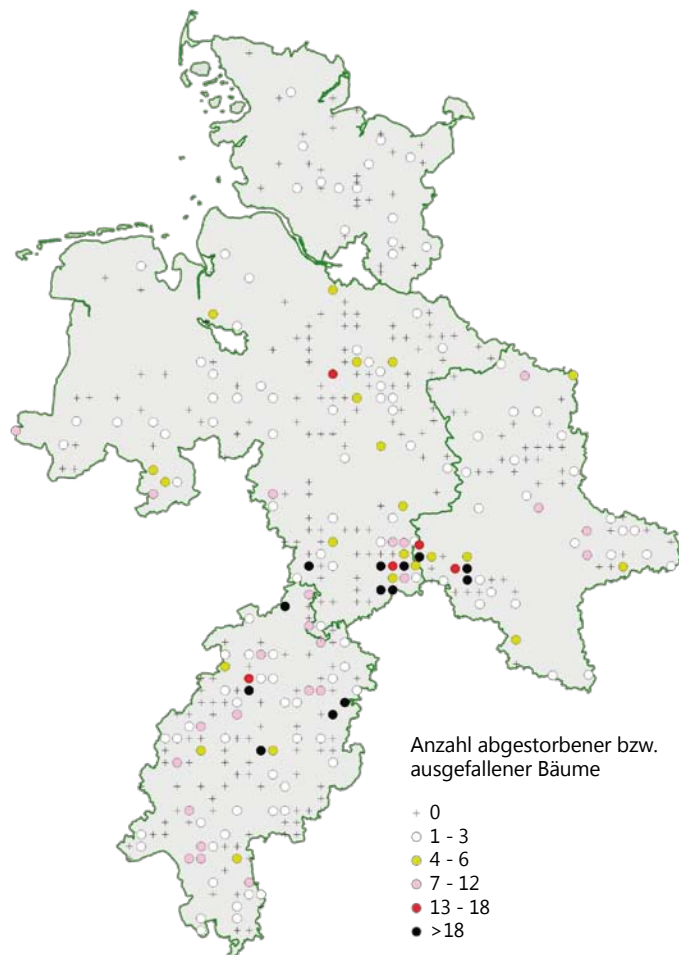 Anzahl abgestorbener bzw.
ausgefallener Bäume
0
1 - 3
4 - 6
7 - 12
13 - 18
>18